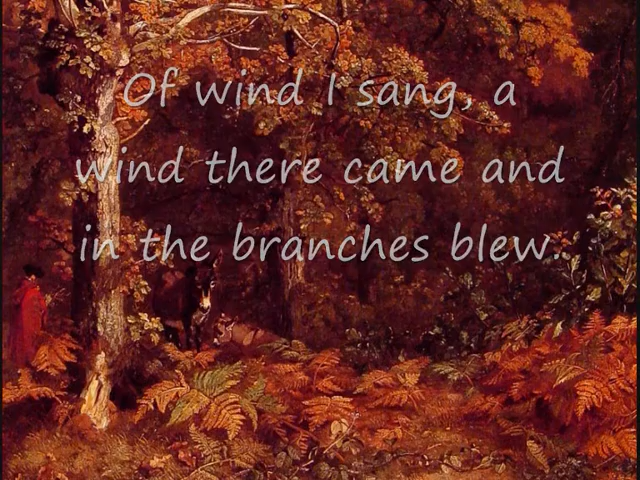 Of wind I sang, a
wind there came and
in the branches blew.